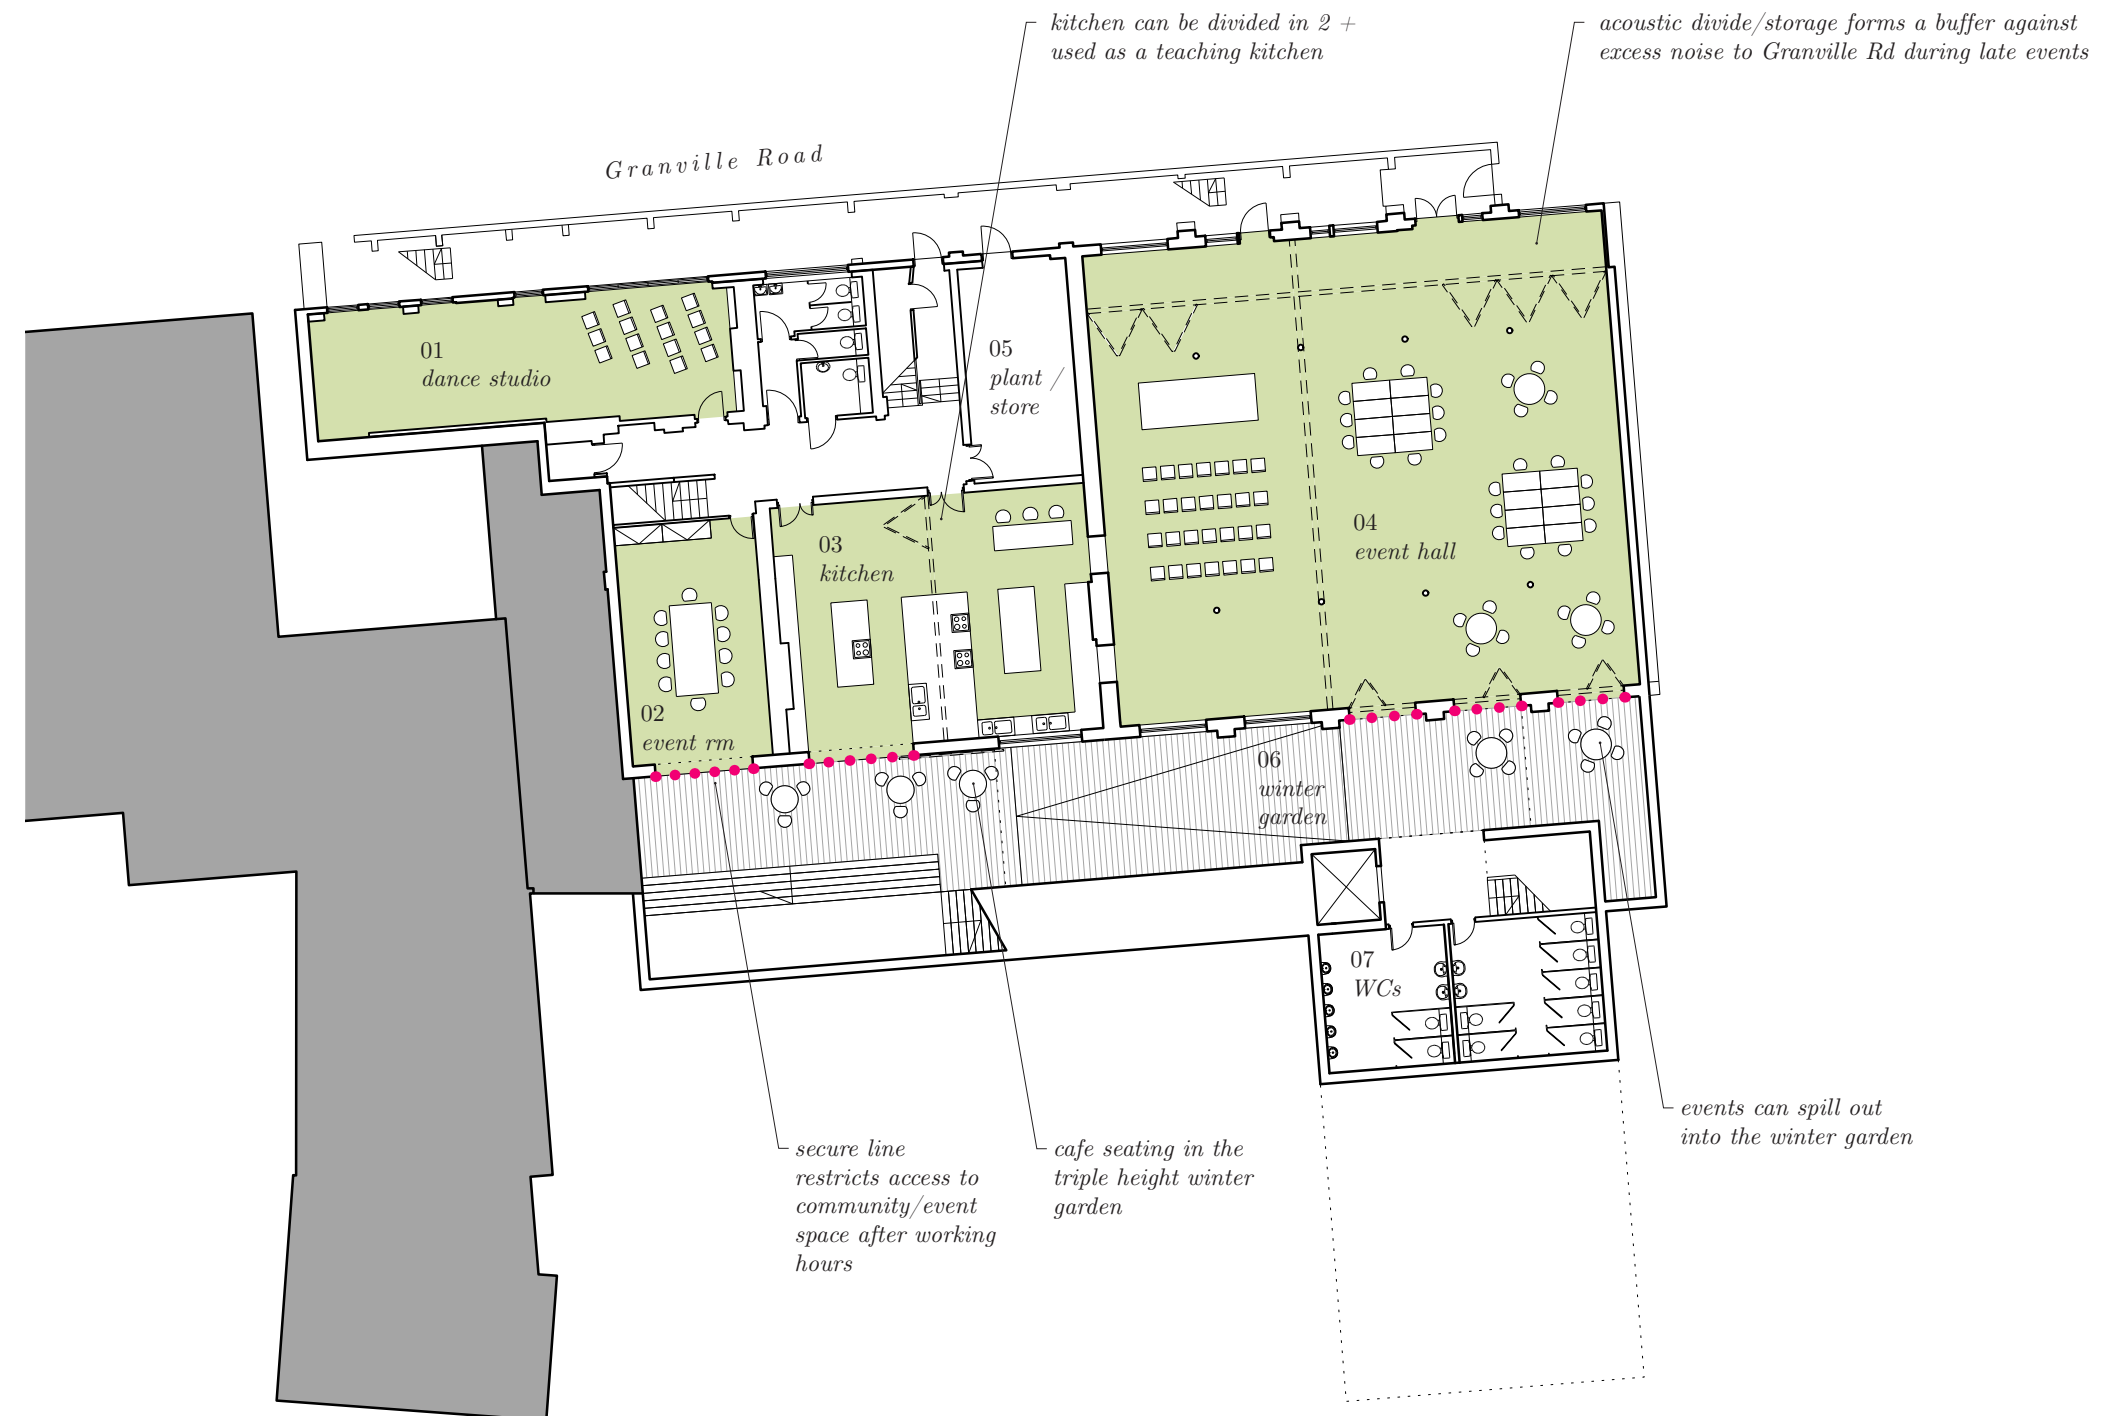 kitchen can be divided in 2 +
used as a teaching kitchen
acoustic divide/storage forms a buffer against
excess noise to Granville Rd during late events
Granville Road
01
dance studio
05
plant /
store
03
kitchen
04
event hall
02
event rm
06
winter
garden
07
WCs
events can spill out
into the winter garden
secure line
restricts access to
community/event
space after working
hours
cafe seating in the
triple height winter
garden